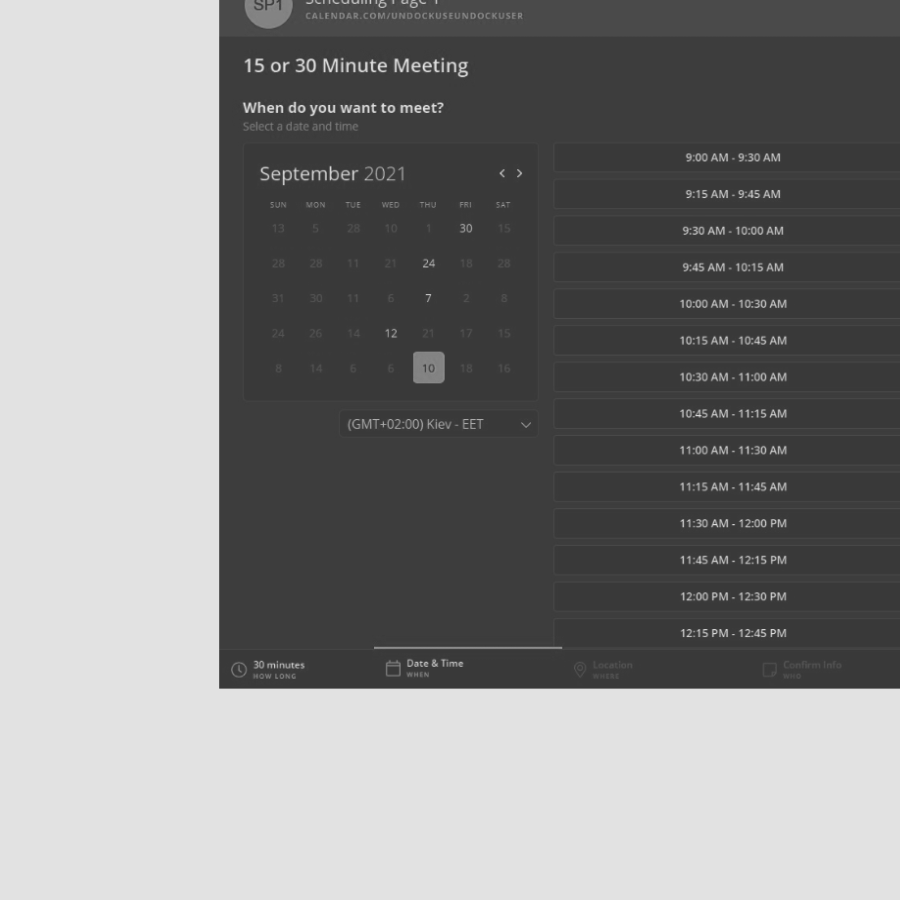 SP1
Scheduling Page 1
CALENDAR.COM/UNDOCKUSEUNDOCKUSER
15 or 30 Minute Meeting
When do you want to meet?
Select a date and time
September 2021
SUN MON TUE WED THU FRI SAT
13 5 28 10 1 30 15
28 28 11 21 24 18 28
31 30 11 6 7 2 8
24 26 14 12 21 17 15
8 14 6 6 10 18 16
(GMT+02:00) Kiev - EET
9:00 AM - 9:30 AM
9:15 AM - 9:45 AM
9:30 AM - 10:00 AM
9:45 AM - 10:15 AM
10:00 AM - 10:30 AM
10:15 AM - 10:45 AM
10:30 AM - 11:00 AM
10:45 AM - 11:15 AM
11:00 AM - 11:30 AM
11:15 AM - 11:45 AM
11:30 AM - 12:00 PM
11:45 AM - 12:15 PM
12:00 PM - 12:30 PM
12:15 PM - 12:45 PM
30 minutes
HOW LONG
Date & Time
WHEN
Location
WHERE
Confirm Info
WHO